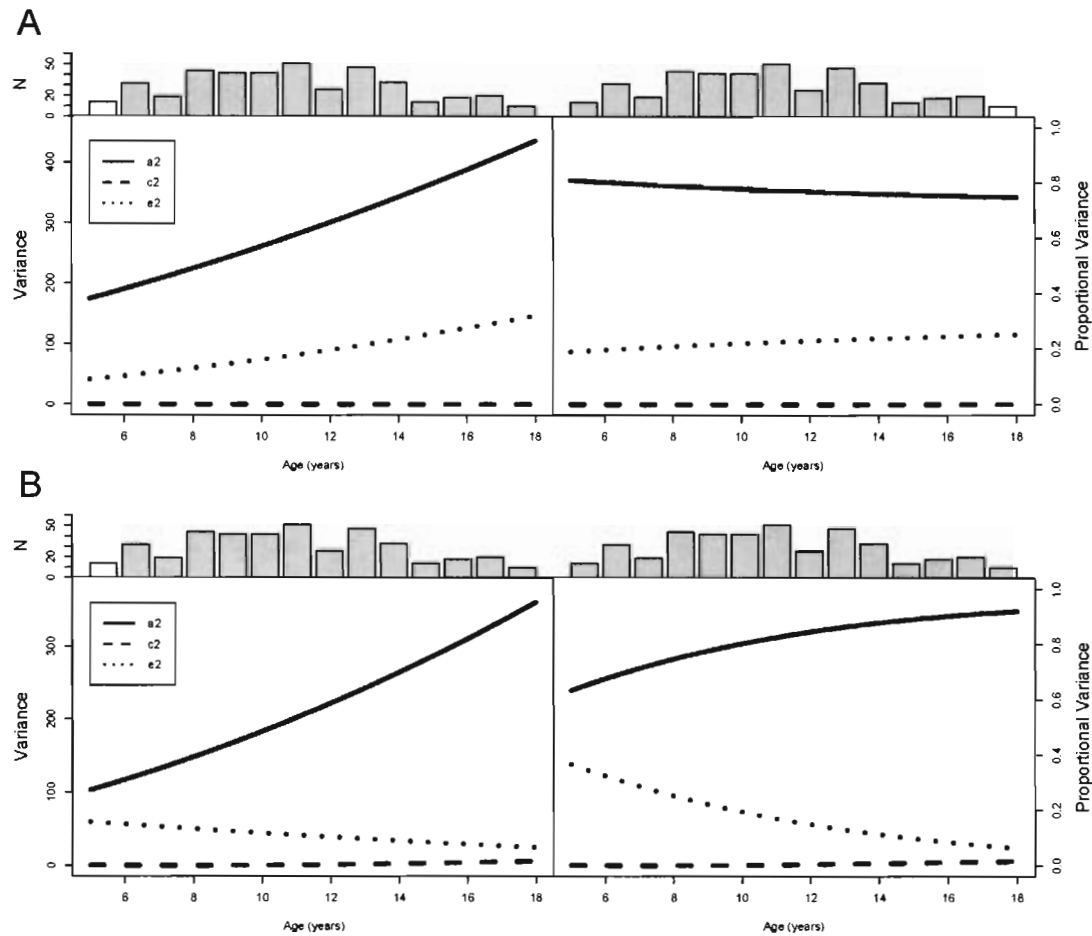 A
N
0 20 50
Variance
0 100 200 300 400
a2
c2
e2
6 8 10 12 14 16 18
Age (years)
6 8 10 12 14 16 18
Age (years)
0.0 0.2 0.4 0.6 0.8 1.0
Proportional Variance
B
N
0 20 50
Variance
0 100 200 300
a2
c2
e2
6 8 10 12 14 16 18
Age (years)
6 8 10 12 14 16 18
Age (years)
0.0 0.2 0.4 0.6 0.8 1.0
Proportional Variance